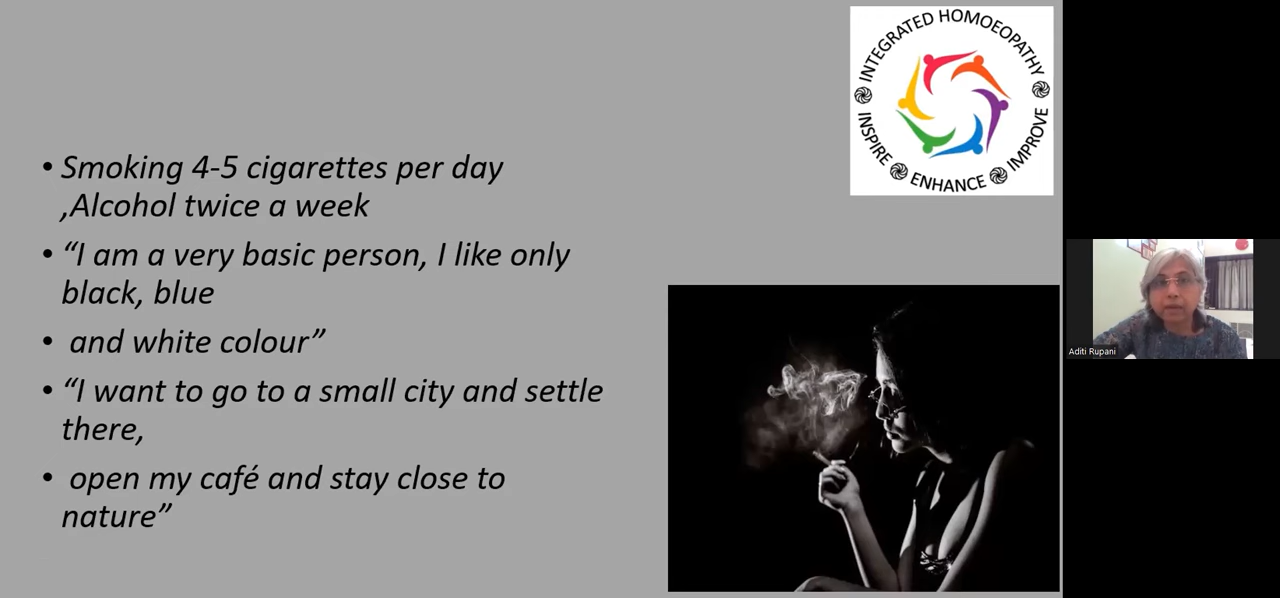 • Smoking 4-5 cigarettes per day
,Alcohol twice a week
• “I am a very basic person, I like only
black, blue
• and white colour”
• “I want to go to a small city and settle
there,
• open my café and stay close to
nature”
INTEGRATED HOMOEOPATHY
INSPIRE ENHANCE IMPROVE
Aditi Rupani